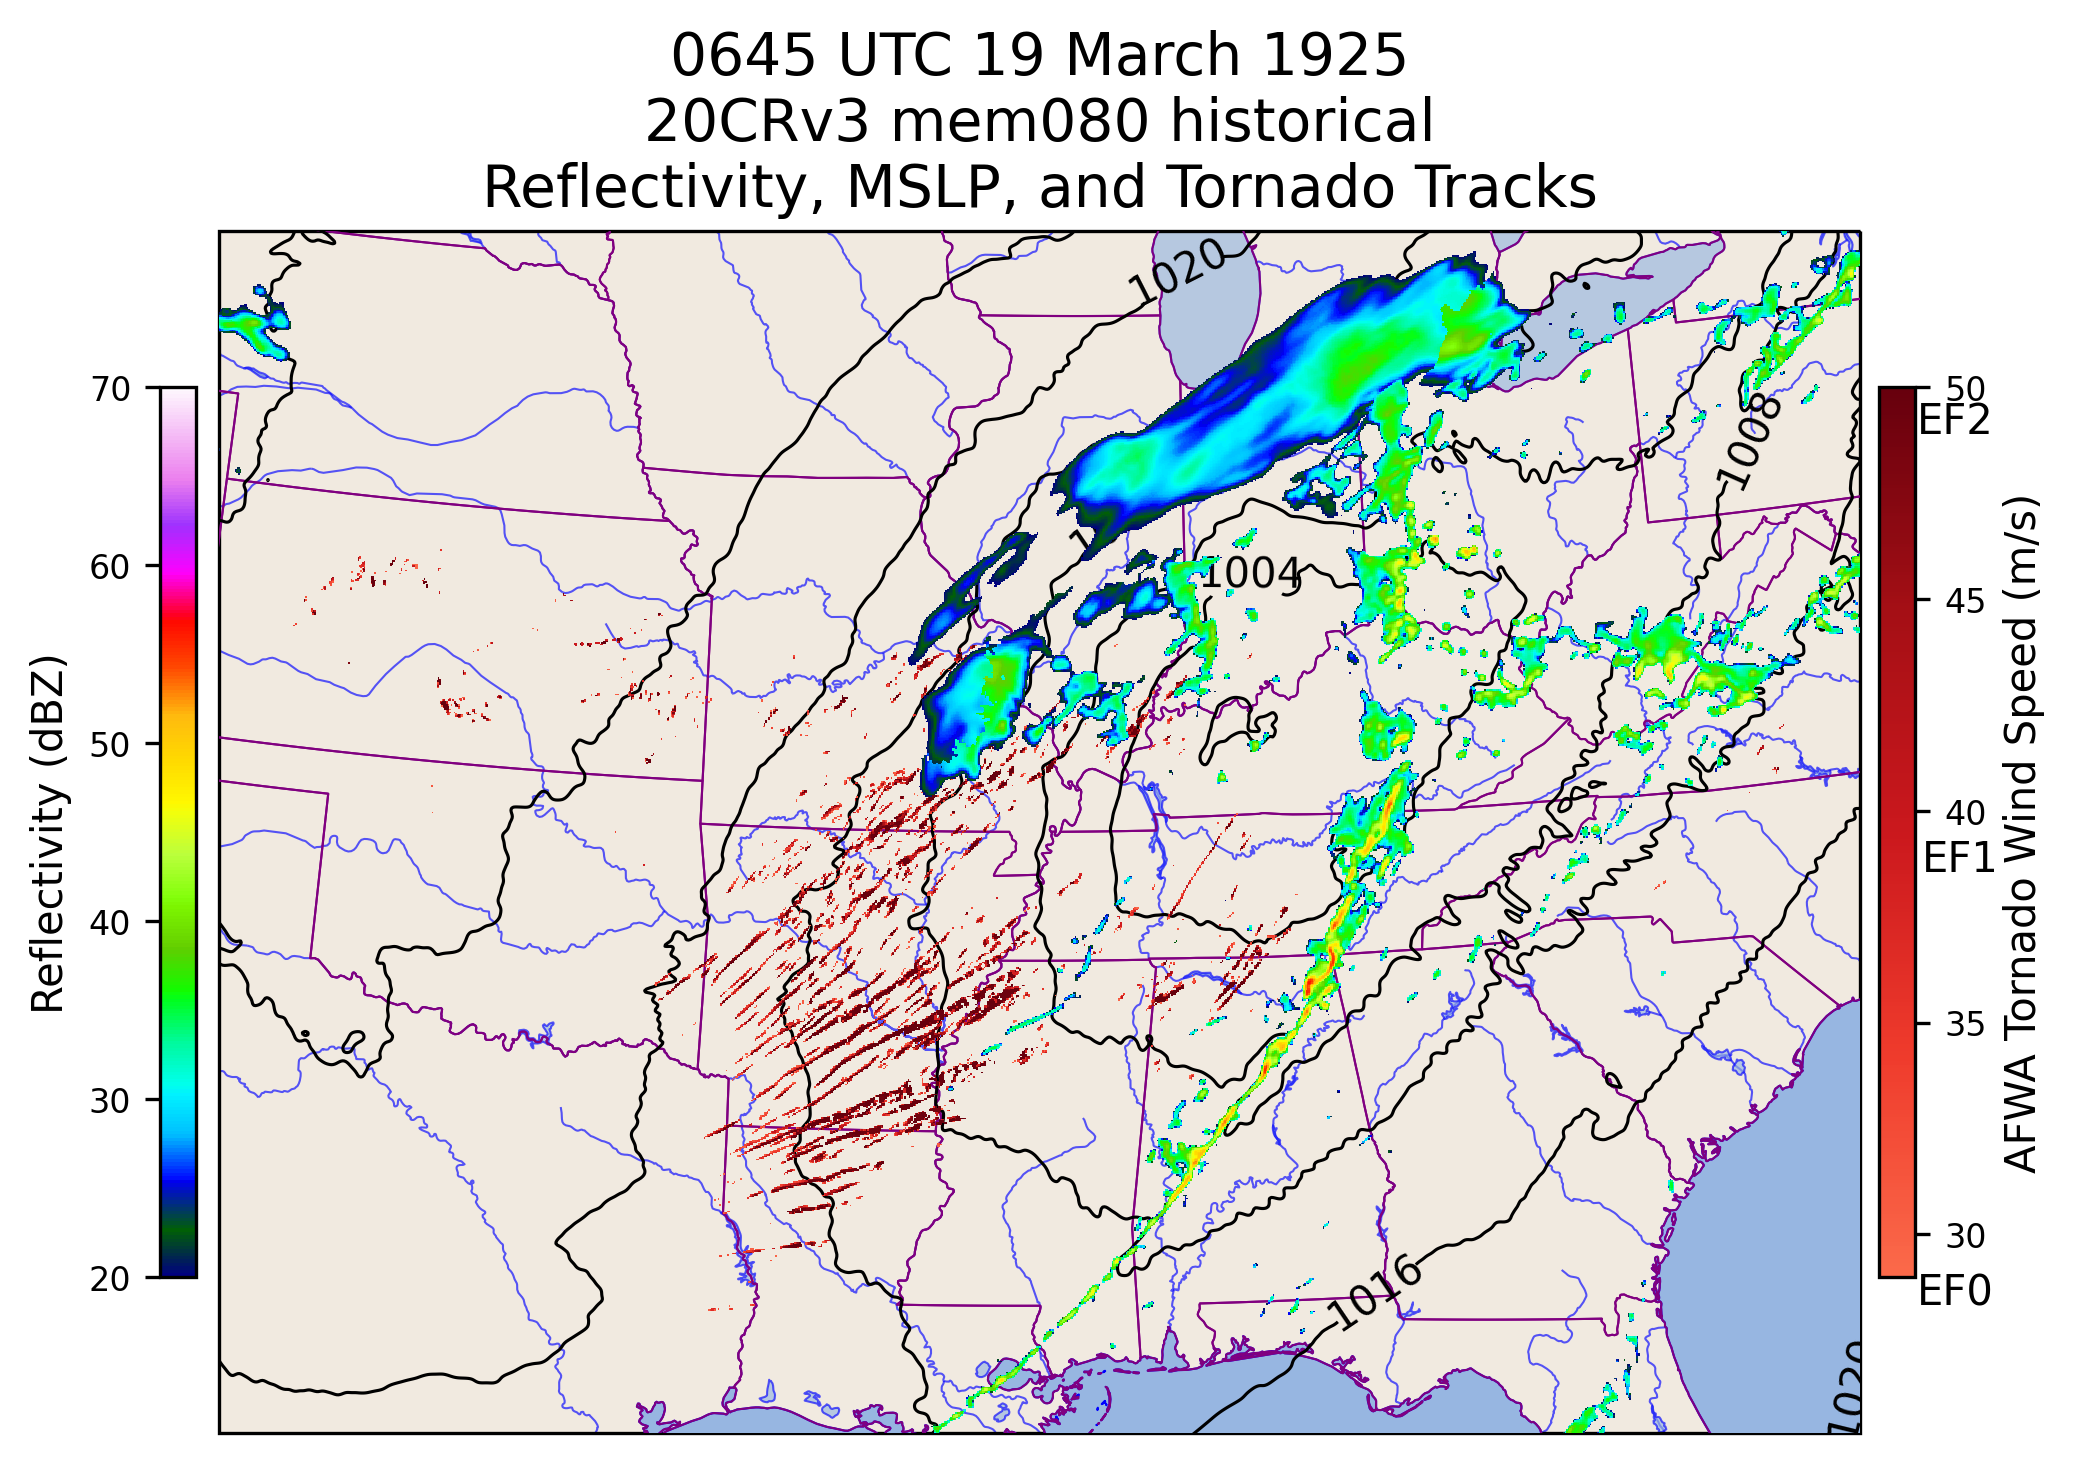 0645 UTC 19 March 1925
20CRv3 mem080 historical
Reflectivity, MSLP, and Tornado Tracks
1020
1008
1004
1016
1020
70
60
50
40
30
20
Reflectivity (dBZ)
50
EF2
45
40
EF1
35
30
EF0
AFWA Tornado Wind Speed (m/s)